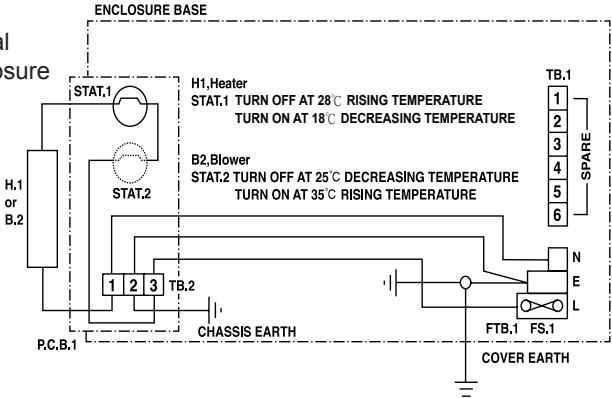 ENCLOSURE BASE
al
osure
STAT.1
H1,Heater
STAT.1 TURN OFF AT 28℃ RISING TEMPERATURE
TURN ON AT 18℃ DECREASING TEMPERATURE
B2,Blower
STAT.2 TURN OFF AT 25℃ DECREASING TEMPERATURE
TURN ON AT 35℃ RISING TEMPERATURE
STAT.2
H.1
or
B.2
TB.1
1
2
3
4
5
6
SPARE
1 2 3 TB.2
N
E
L
CHASSIS EARTH
FTB.1 FS.1
P.C.B.1
COVER EARTH